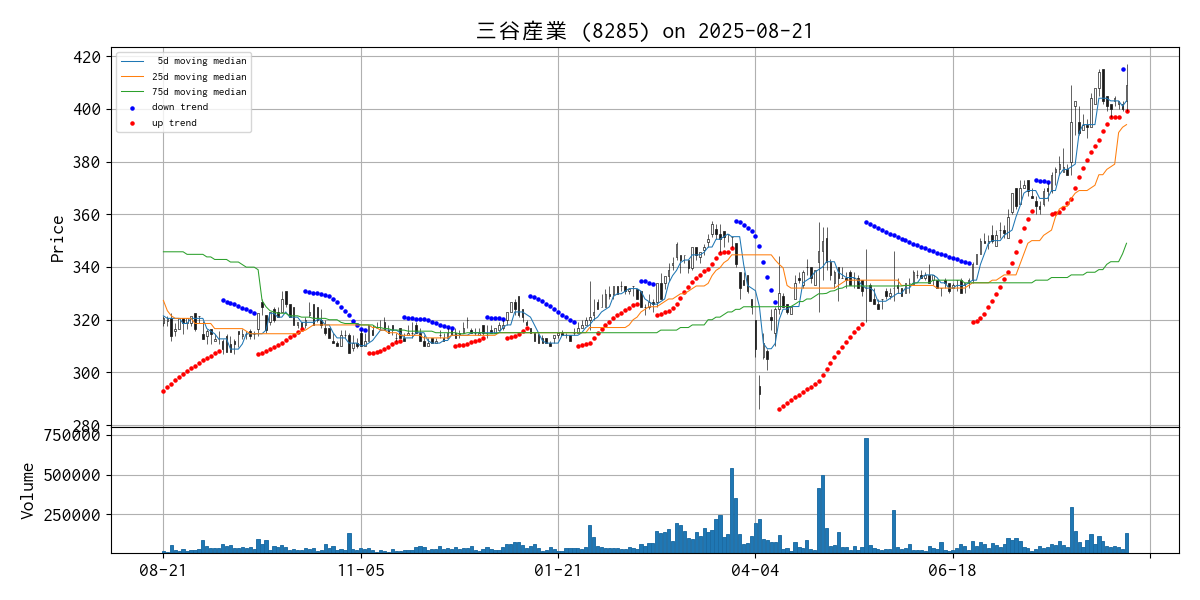 三谷産業 (8285) on 2025-08-21
420
400
380
360
340
320
300
280
Price
5d moving median
25d moving median
75d moving median
down trend
up trend
750000
500000
250000
Volume
08-21
11-05
01-21
04-04
06-18